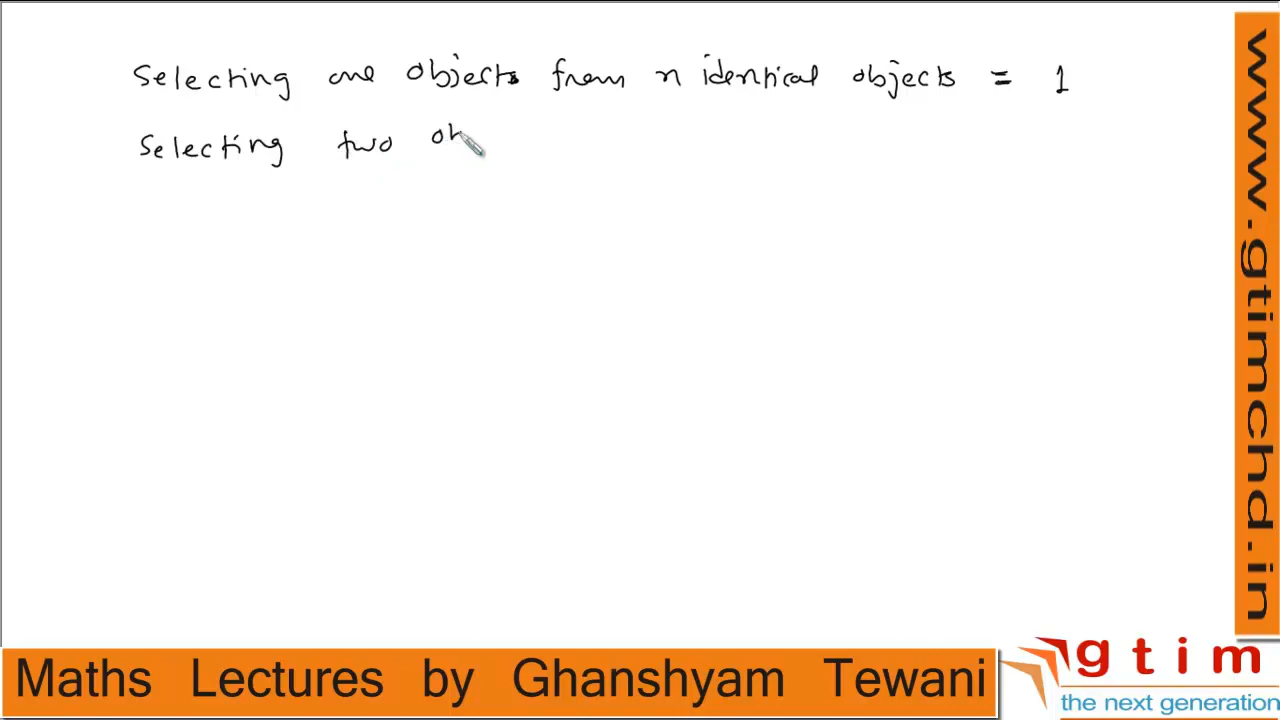 Selecting one objects from n identical objects = 1
Selecting two ob
www.gtimchd.in
Maths Lectures by Ghanshyam Tewani
gtim
the next generation